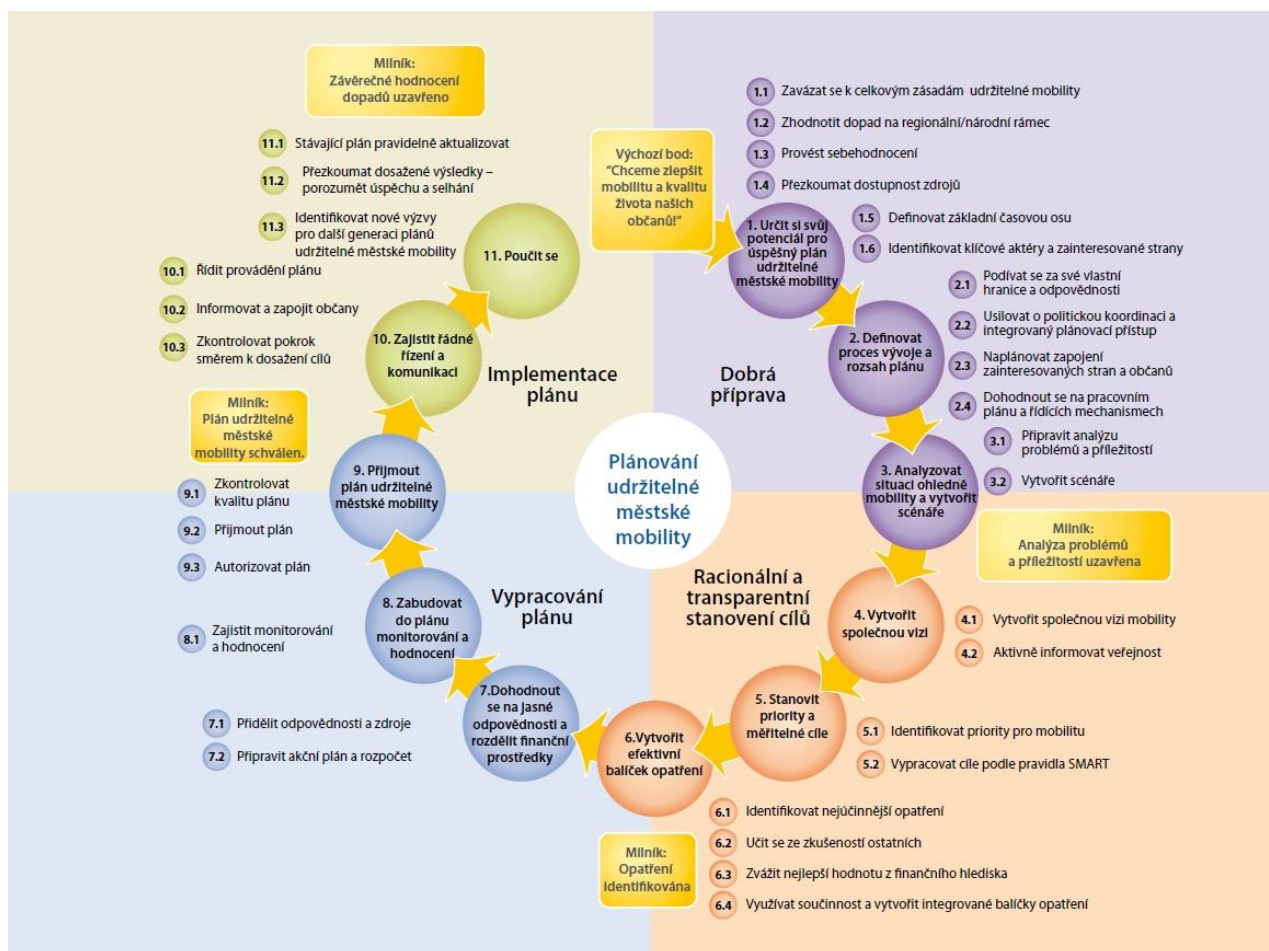 Výchozí bod:
"Chceme zlepšit
mobilitu a kvalitu
života našich
občanů!"
1.1 Zavázat se k celkovým zásadám udržitelné mobility
1.2 Zhodnotit dopad na regionální/národní rámec
1.3 Provést sebehodnocení
1.4 Přezkoumat dostupnost zdrojů
1.5 Definovat základní časovou osu
1.6 Identifikovat klíčové aktéry a zainteresované strany
1. Určit si svůj
potenciál pro
úspěšný plán
udržitelné
městské mobility
2.1 Podívat se za své vlastní
hranice a odpovědnosti
2.2 Usilovat o politickou koordinaci a
integrovaný plánovací přístup
2.3 Naplánovat zapojení
zainteresovaných stran a občanů
2.4 Dohodnout se na pracovním
plánu a řídících mechanismech
2. Definovat
proces vývoje a
rozsah plánu
Dobrá
příprava
3.1 Připravit analýzu
problémů a příležitostí
3.2 Vytvořit scénáře
3. Analyzovat
situaci ohledně
mobility a vytvořit
scénáře
Milník:
Analýza problémů
a příležitostí uzavřena
Plánování
udržitelné
městské
mobility
Racionální a
transparentní
stanovení cílů
4. Vytvořit
společnou vizi
4.1 Vytvořit společnou vizi mobility
4.2 Aktivně informovat veřejnost
5. Stanovit
priority a
měřitelné cíle
5.1 Identifikovat priority pro mobilitu
5.2 Vypracovat cíle podle pravidla SMART
6.Vytvořit
efektivní
balíček opatření
6.1 Identifikovat nejúčinnější opatření
6.2 Učit se ze zkušeností ostatních
6.3 Zvážit nejlepší hodnotu z finančního hlediska
6.4 Využívat součinnost a vytvořit integrované balíčky opatření
Milník:
Opatření
identifikována
7.Dohodnout
se na jasné
odpovědnosti a
rozdělit finanční
prostředky
7.1 Přidělit odpovědnosti a zdroje
7.2 Připravit akční plán a rozpočet
Vypracování
plánu
8. Zabudovat
do plánu
monitorování a
hodnocení
8.1 Zajistit monitorování
a hodnocení
9. Přijmout
plán udržitelné
městské mobility
9.1 Zkontrolovat
kvalitu plánu
9.2 Přijmout plán
9.3 Autorizovat plán
Milník:
Plán udržitelné
městské
mobility schválen.
Implementace
plánu
10. Zajistit řádné
řízení a
komunikaci
10.1 Řídit provádění plánu
10.2 Informovat a zapojit občany
10.3 Zkontrolovat pokrok
směrem k dosažení cílů
11. Poučit se
11.1 Stávající plán pravidelně aktualizovat
11.2 Přezkoumat dosažené výsledky –
porozumět úspěchu a selhání
11.3 Identifikovat nové výzvy
pro další generaci plánů
udržitelné městské mobility
Milník:
Závěrečné hodnocení
dopadů uzavřeno